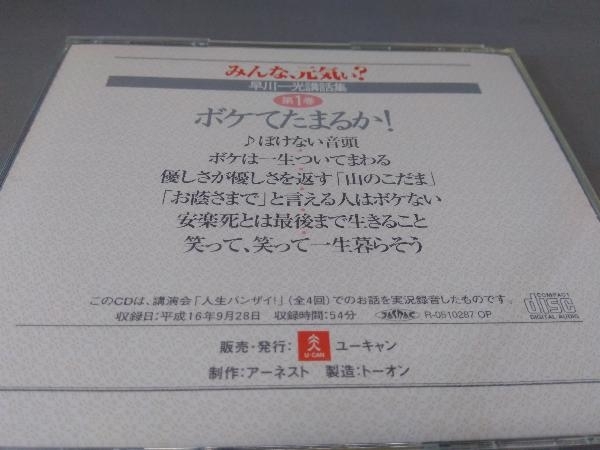 みんな、元気ぃ?
早川一光講話集
第1巻
ボケてたまるか!
♪ぼけない音頭
ボケは一生ついてまわる
優しさが優しさを返す「山のこだま」
「お蔭さまで」と言える人はボケない
安楽死とは最後まで生きること
笑って、笑って一生暮らそう
このCDは、講演会「人生バンザイ!」(全4回)でのお話を実況録音したものです。
収録日:平成16年9月28日 収録時間:54分 JASRAC R-0510287 OP
COMPACT
disc
DIGITAL AUDIO
販売・発行: U-CAN ユーキャン
制作:アーネスト 製造:トーオン